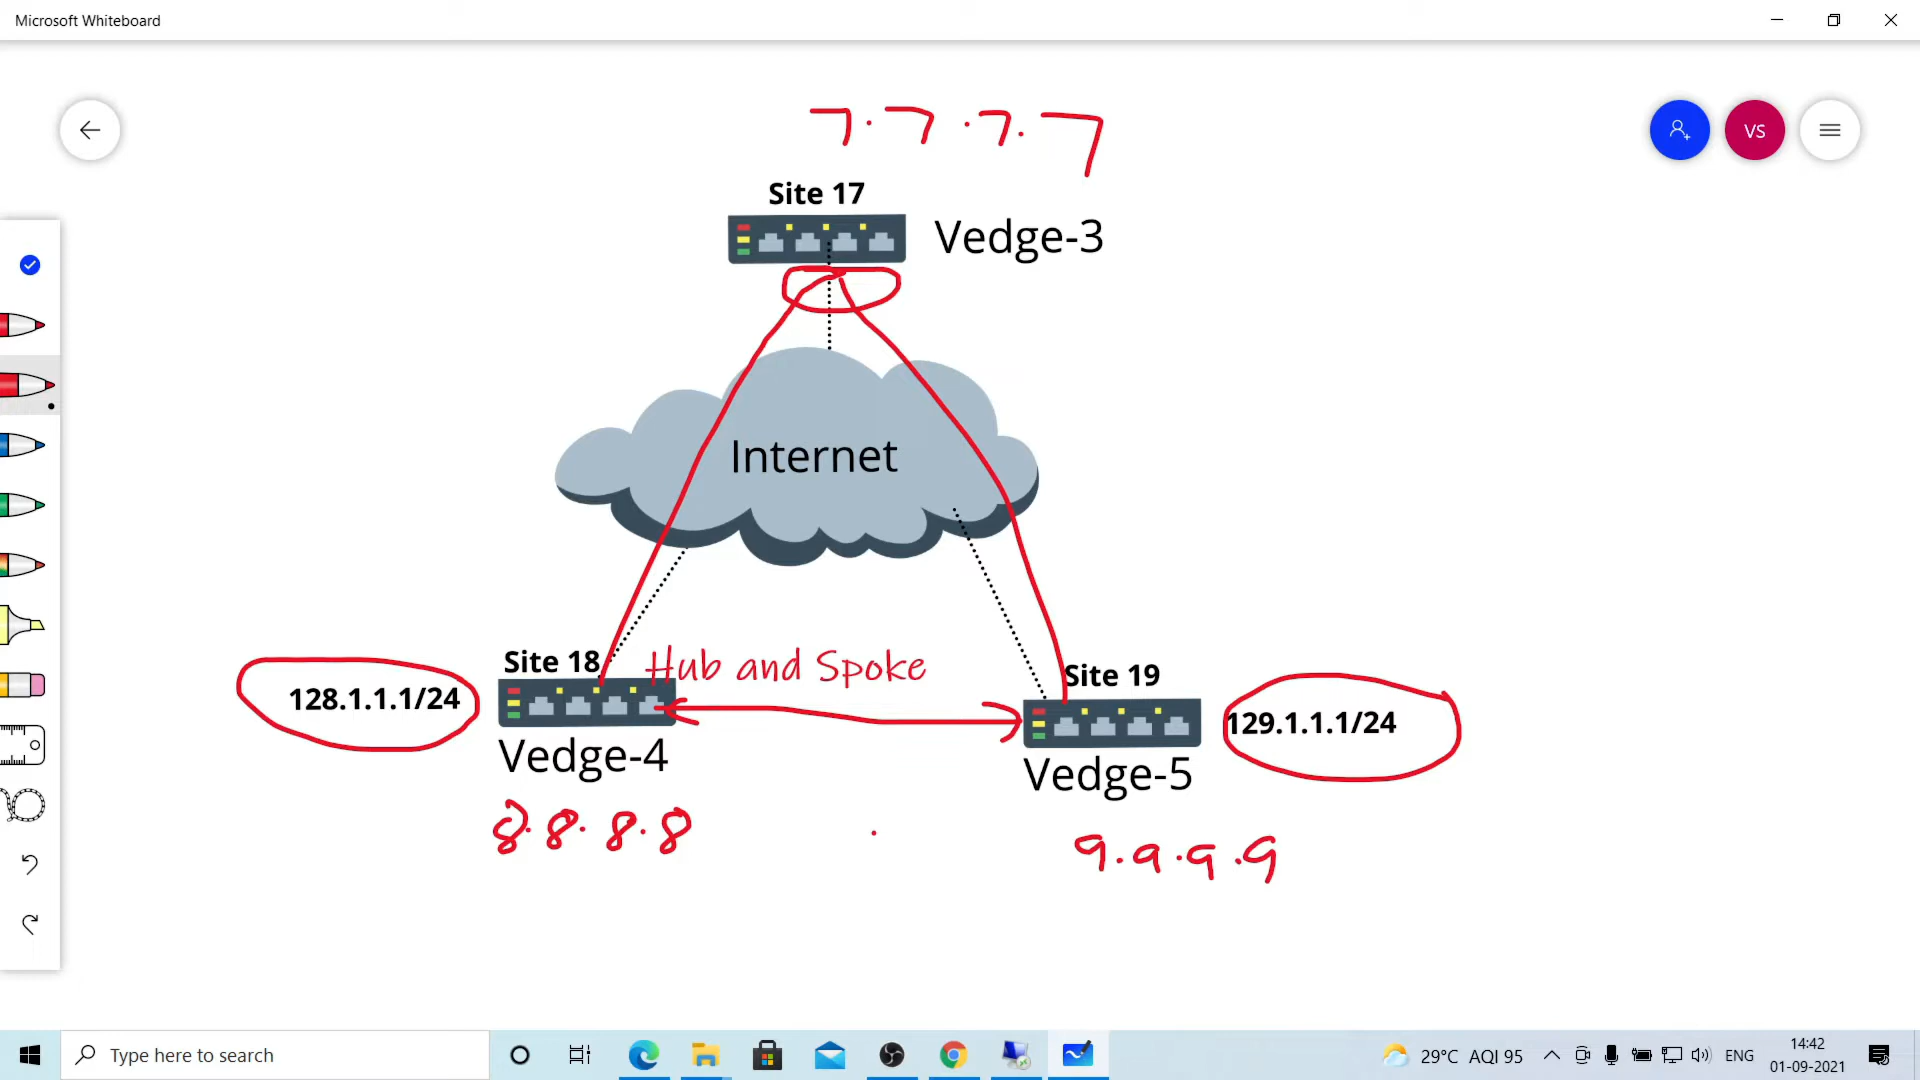 Microsoft Whiteboard
7.7.7.7
VS
Site 17
Vedge-3
Internet
Site 18
Hub and Spoke
Site 19
128.1.1.1/24
129.1.1.1/24
Vedge-4
Vedge-5
8.8.8.8
9.9.9.9
Type here to search
29°C AQI 95
ENG
14:42
01-09-2021